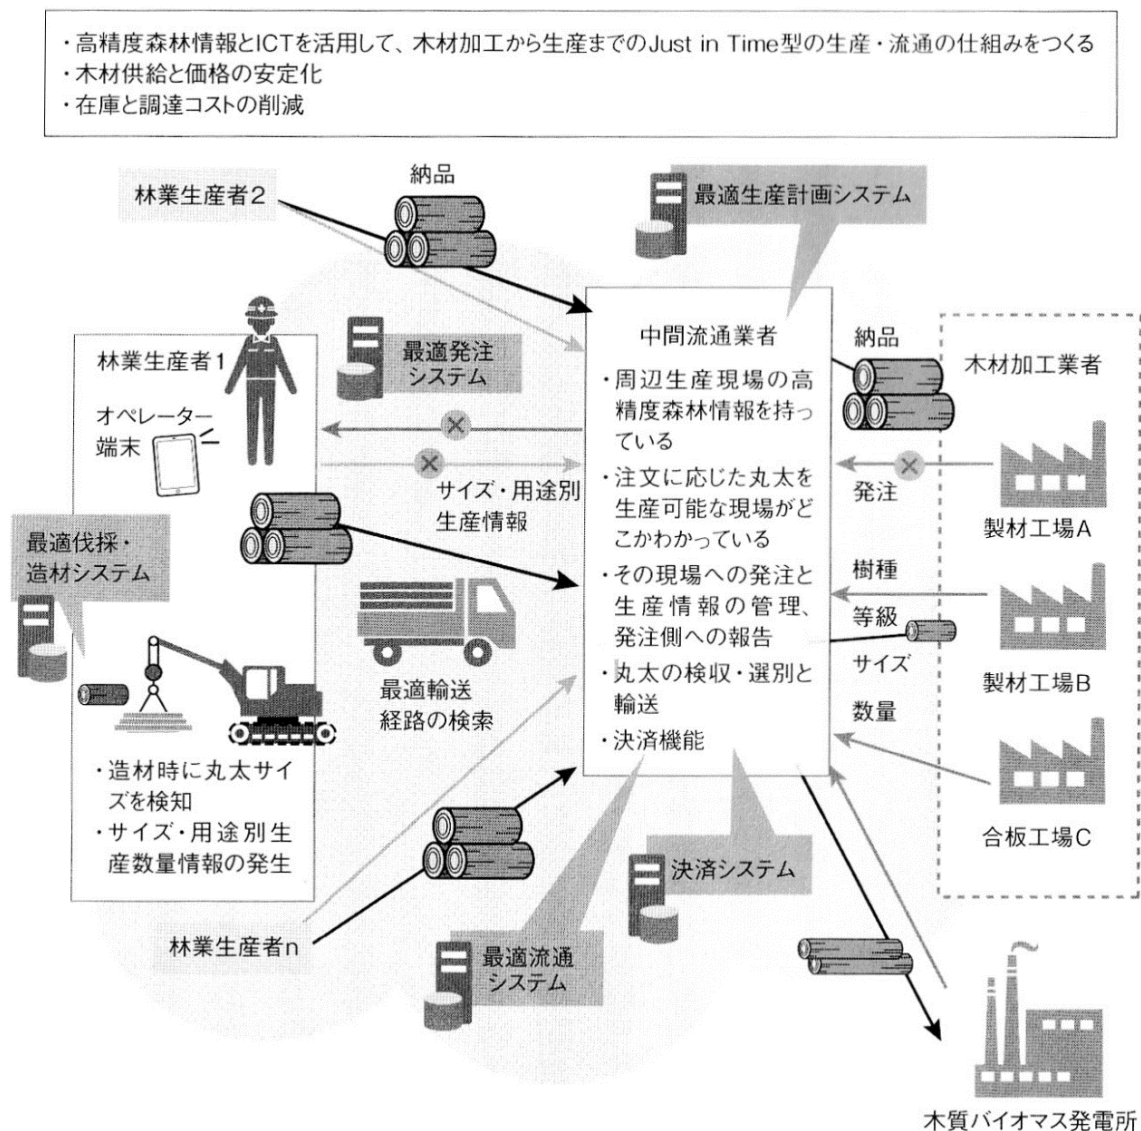 ・高精度森林情報とICTを活用して、木材加工から生産までのJust in Time型の生産・流通の仕組みをつくる
・木材供給と価格の安定化
・在庫と調達コストの削減
林業生産者2
納品
最適生産計画システム
林業生産者1
オペレーター
端末
最適発注
システム
サイズ・用途別
生産情報
最適伐採・
造材システム
最適輸送
経路の検索
・造材時に丸太サイ
ズを検知
・サイズ・用途別生
産数量情報の発生
林業生産者n
中間流通業者
・周辺生産現場の高
精度森林情報を持っ
ている
・注文に応じた丸太を
生産可能な現場がど
こかわかっている
・その現場への発注と
生産情報の管理、
発注側への報告
・丸太の検収・選別と
輸送
・決済機能
納品
発注
樹種
等級
サイズ
数量
木材加工業者
製材工場A
製材工場B
合板工場C
決済システム
最適流通
システム
木質バイオマス発電所